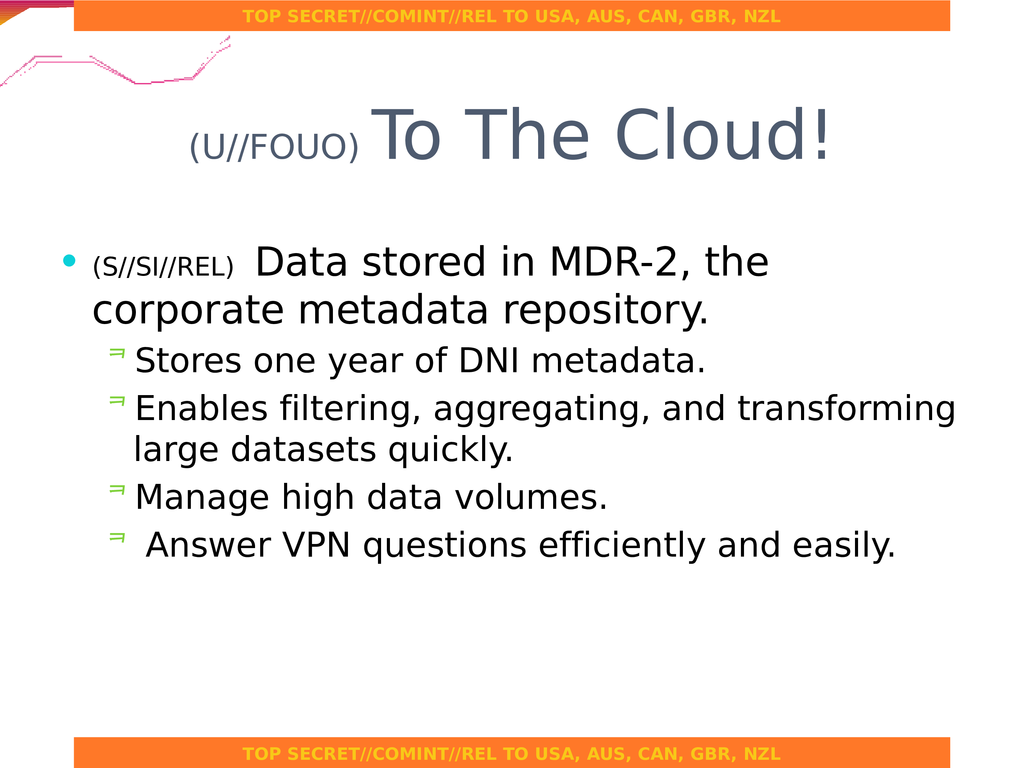 TOP SECRET//COMINT//REL TO USA, AUS, CAN, GBR, NZL
(U//FOUO) To The Cloud!
• (S//SI//REL) Data stored in MDR-2, the
corporate metadata repository.
Stores one year of DNI metadata.
Enables filtering, aggregating, and transforming
large datasets quickly.
Manage high data volumes.
Answer VPN questions efficiently and easily.
TOP SECRET//COMINT//REL TO USA, AUS, CAN, GBR, NZL